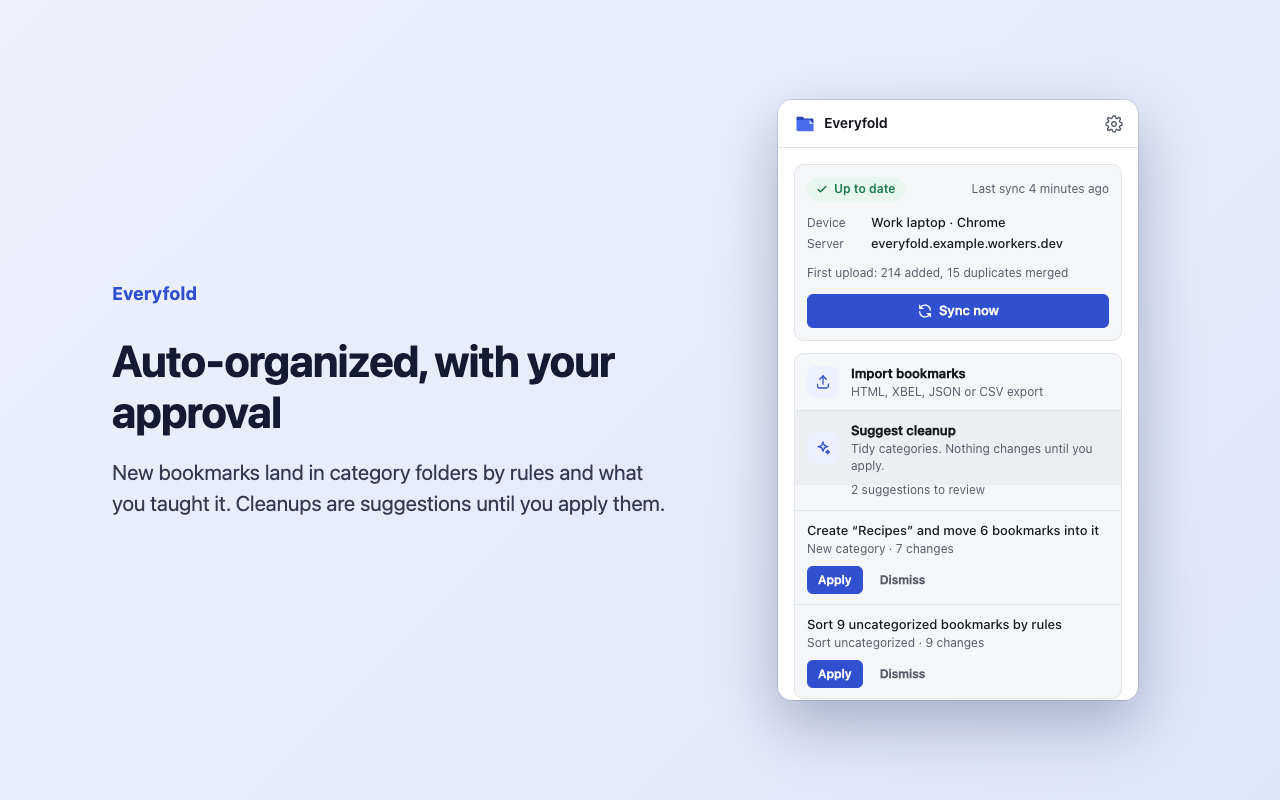 Everyfold
Auto-organized, with your
approval
New bookmarks land in category folders by rules and what
you taught it. Cleanups are suggestions until you apply them.
Everyfold
Up to date
Last sync 4 minutes ago
Device Work laptop · Chrome
Server everyfold.example.workers.dev
First upload: 214 added, 15 duplicates merged
Sync now
Import bookmarks
HTML, XBEL, JSON or CSV export
Suggest cleanup
Tidy categories. Nothing changes until you
apply.
2 suggestions to review
Create “Recipes” and move 6 bookmarks into it
New category · 7 changes
Apply Dismiss
Sort 9 uncategorized bookmarks by rules
Sort uncategorized · 9 changes
Apply Dismiss